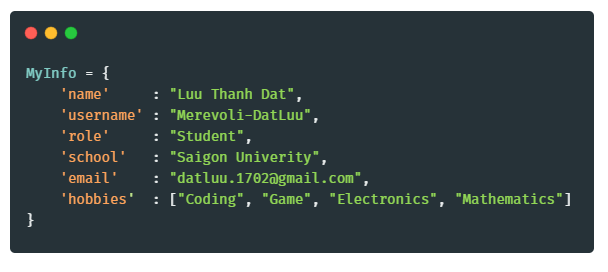 MyInfo = {
    'name'     : "Luu Thanh Dat",
    'username' : "Merevoli-DatLuu",
    'role'     : "Student",
    'school'   : "Saigon Univerity",
    'email'    : "datluu.1702@gmail.com",
    'hobbies'  : ["Coding", "Game", "Electronics", "Mathematics"]
}